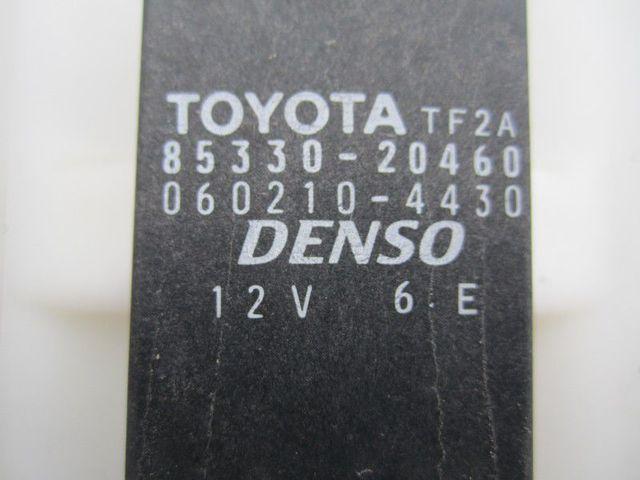 TOYOTA TF2A
85330-20460
060210-4430
DENSO
12V 6.E